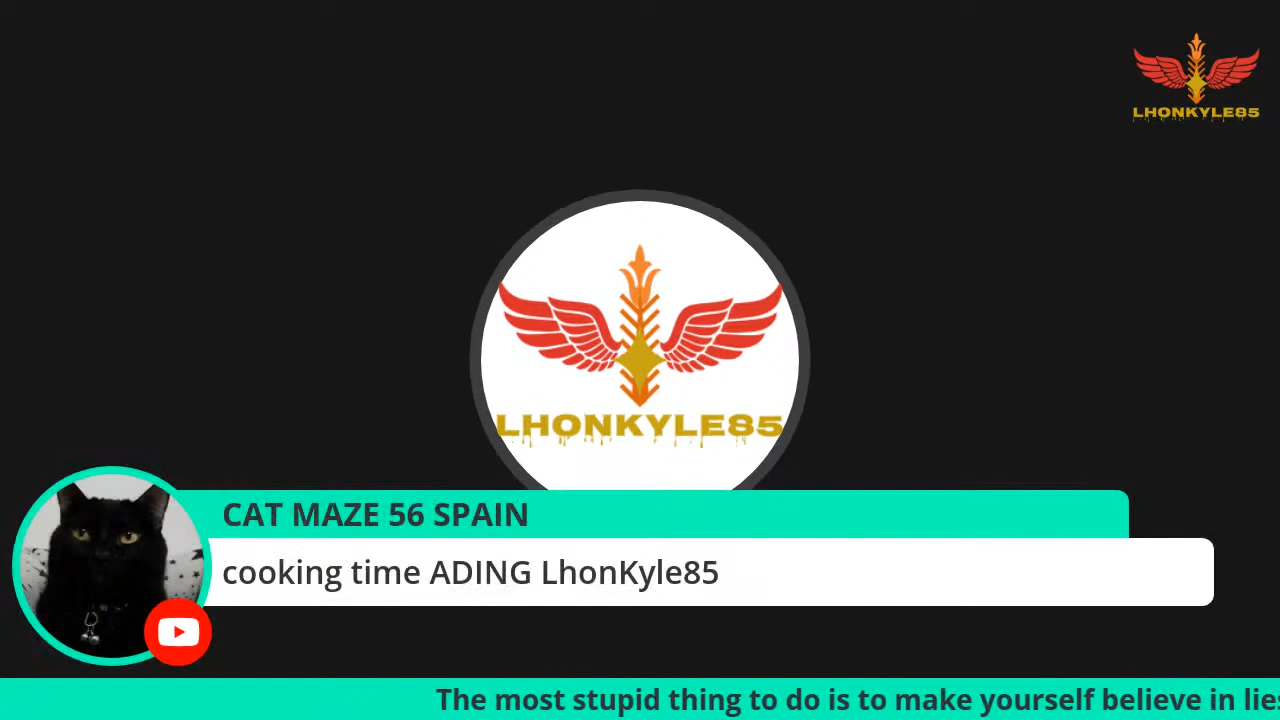 LHONKYLE85
LHONKYLE85
CAT MAZE 56 SPAIN
cooking time ADING LhonKyle85
The most stupid thing to do is to make yourself believe in lies